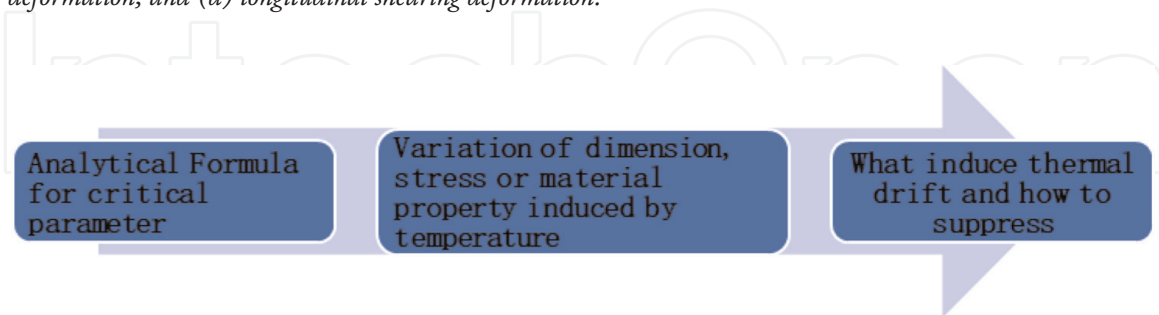 deformation, and (d) longitudinal shearing deformation.
IntechOpen
Analytical Formula
for critical
parameter
Variation of dimension,
stress or material
property induced by
temperature
What induce thermal
drift and how to
suppress